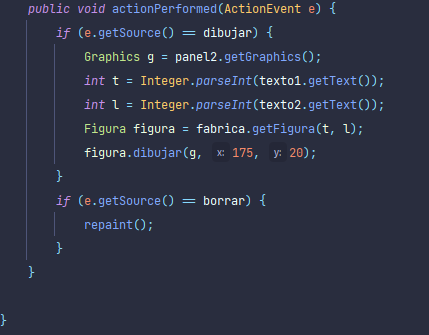 public void actionPerformed(ActionEvent e) {
if (e.getSource() == dibujar) {
Graphics g = panel2.getGraphics();
int t = Integer.parseInt(texto1.getText());
int l = Integer.parseInt(texto2.getText());
Figura figura = fabrica.getFigura(t, l);
figura.dibujar(g, x: 175, y: 20);
}
if (e.getSource() == borrar) {
repaint();
}
}
}